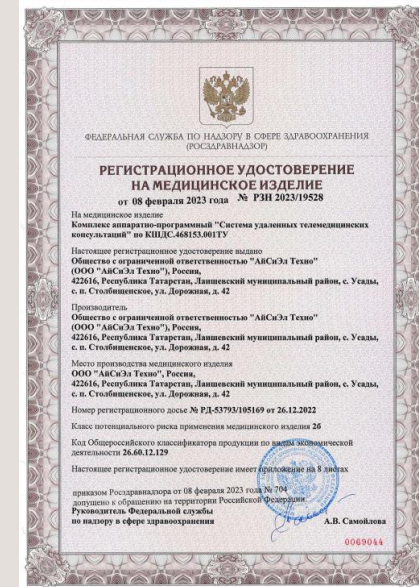 ФЕДЕРАЛЬНАЯ СЛУЖБА ПО НАДЗОРУ В СФЕРЕ ЗДРАВООХРАНЕНИЯ
(РОСЗДРАВНАДЗОР)
РЕГИСТРАЦИОННОЕ УДОСТОВЕРЕНИЕ
НА МЕДИЦИНСКОЕ ИЗДЕЛИЕ
от 08 февраля 2023 года № РЗН 2023/19528
На медицинское изделие
Комплекс аппаратно-программный "Система удаленных телемедицинских
консультаций" по КШДС.468153.001ТУ
Настоящее регистрационное удостоверение выдано
Общество с ограниченной ответственностью "АйСиЭл Техно"
(ООО "АйСиЭл Техно"), Россия,
422616, Республика Татарстан, Лаишевский муниципальный район, с. Усады,
с. п. Столбищенское, ул. Дорожная, д. 42
Производитель
Общество с ограниченной ответственностью "АйСиЭл Техно"
(ООО "АйСиЭл Техно"), Россия,
422616, Республика Татарстан, Лаишевский муниципальный район, с. Усады,
с. п. Столбищенское, ул. Дорожная, д. 42
Место производства медицинского изделия
ООО "АйСиЭл Техно", Россия,
422616, Республика Татарстан, Лаишевский муниципальный район, с. Усады,
с. п. Столбищенское, ул. Дорожная, д. 42
Номер регистрационного досье № РД-53793/105169 от 26.12.2022
Класс потенциального риска применения медицинского изделия 2б
Код Общероссийского классификатора продукции по видам экономической
деятельности 26.60.12.129
Настоящее регистрационное удостоверение имеет приложение на 8 листах
приказом Росздравнадзора от 08 февраля 2023 года № 704
допущено к обращению на территории Российской Федерации.
Руководитель Федеральной службы
по надзору в сфере здравоохранения А.В. Самойлова
0069044